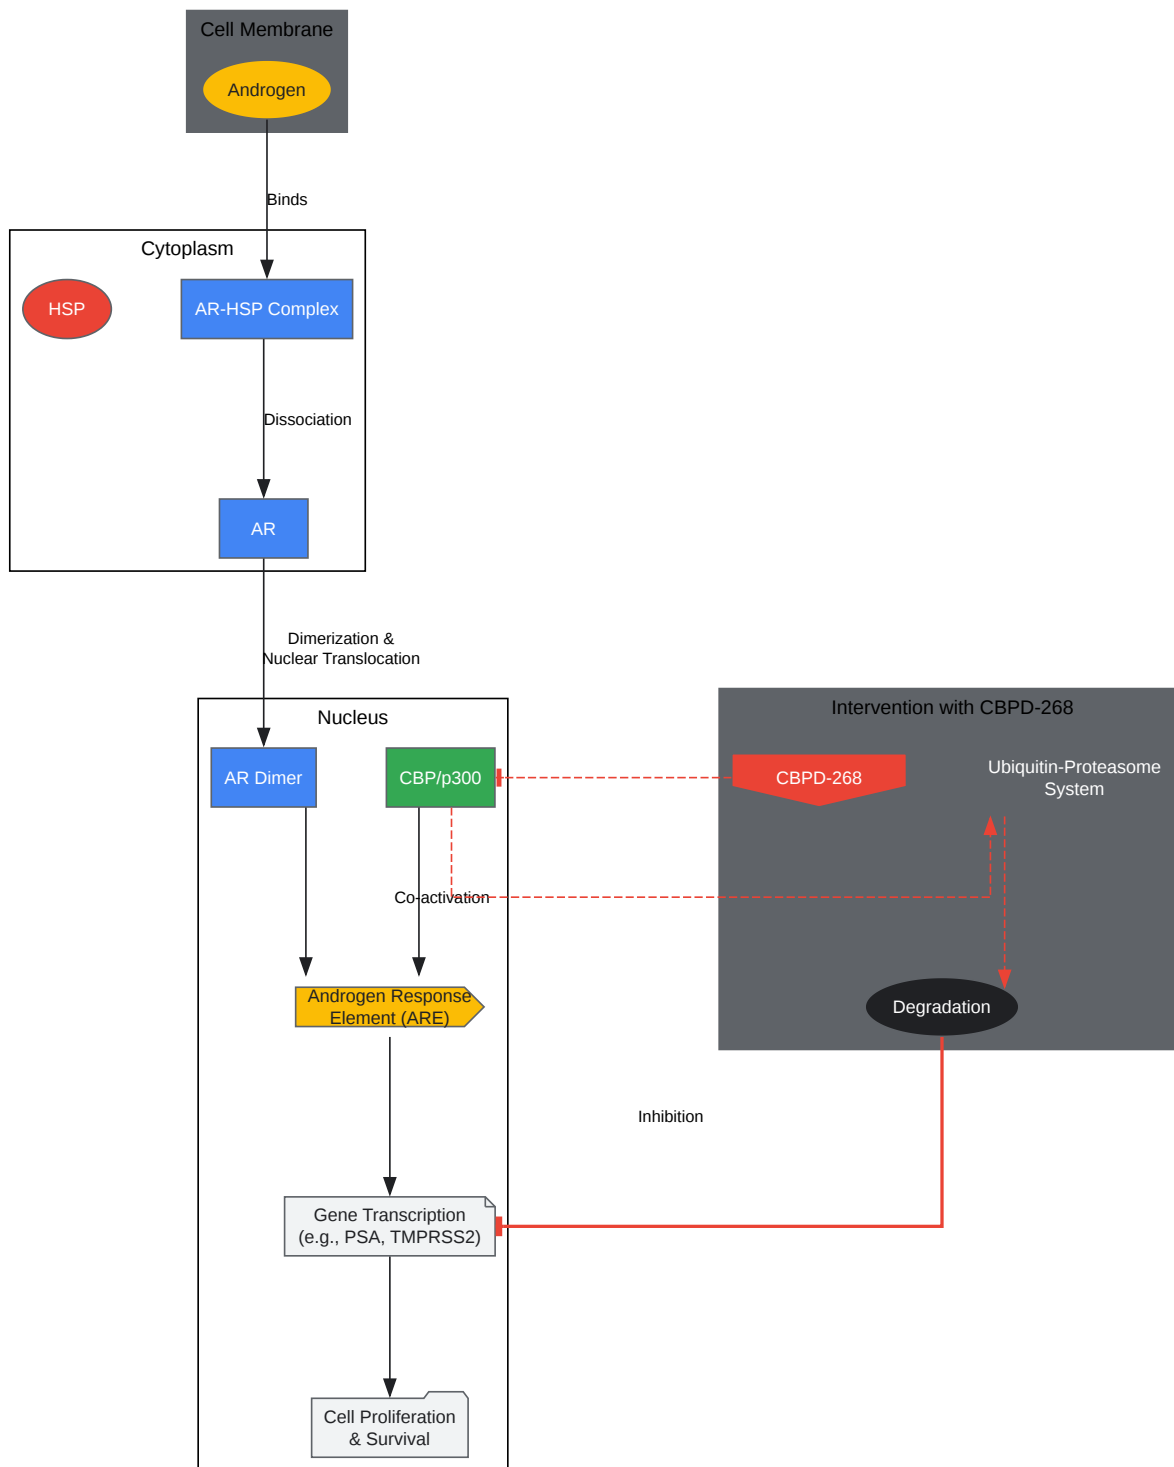 Cell Membrane
Androgen
Binds
Cytoplasm
HSP
AR-HSP Complex
Dissociation
AR
Dimerization &
Nuclear Translocation
Nucleus
AR Dimer
CBP/p300
Intervention with CBPD-268
CBPD-268
Ubiquitin-Proteasome
System
Co-activation
Androgen Response
Element (ARE)
Degradation
Inhibition
Gene Transcription
(e.g., PSA, TMPRSS2)
Cell Proliferation
& Survival